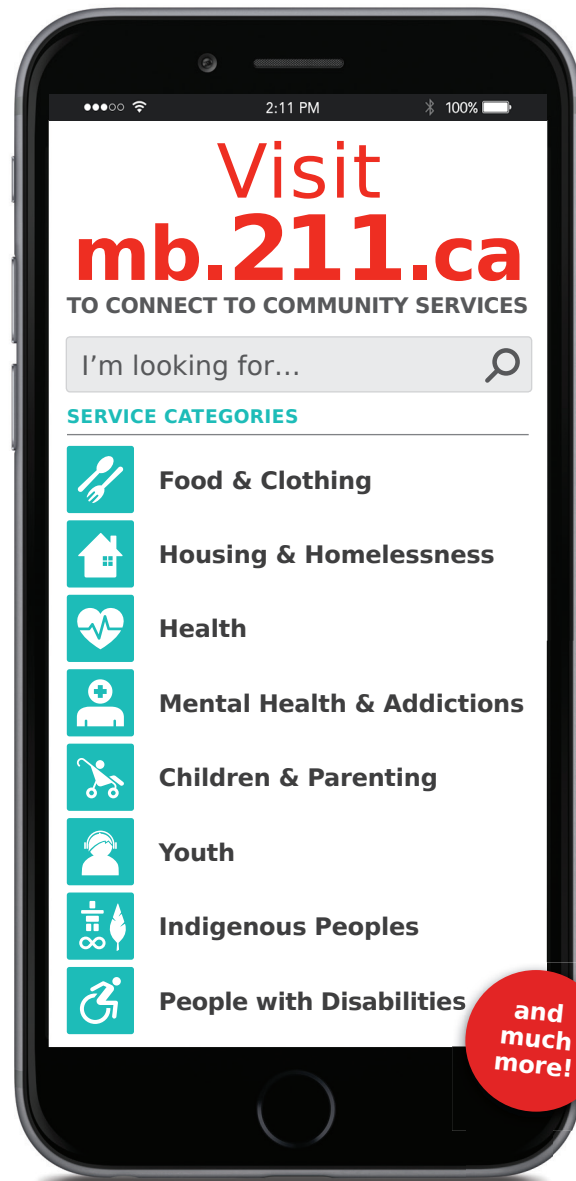 2:11 PM 100%
Visit
mb.211.ca
TO CONNECT TO COMMUNITY SERVICES
I’m looking for...
SERVICE CATEGORIES
Food & Clothing
Housing & Homelessness
Health
Mental Health & Addictions
Children & Parenting
Youth
Indigenous Peoples
People with Disabilities
and
much
more!